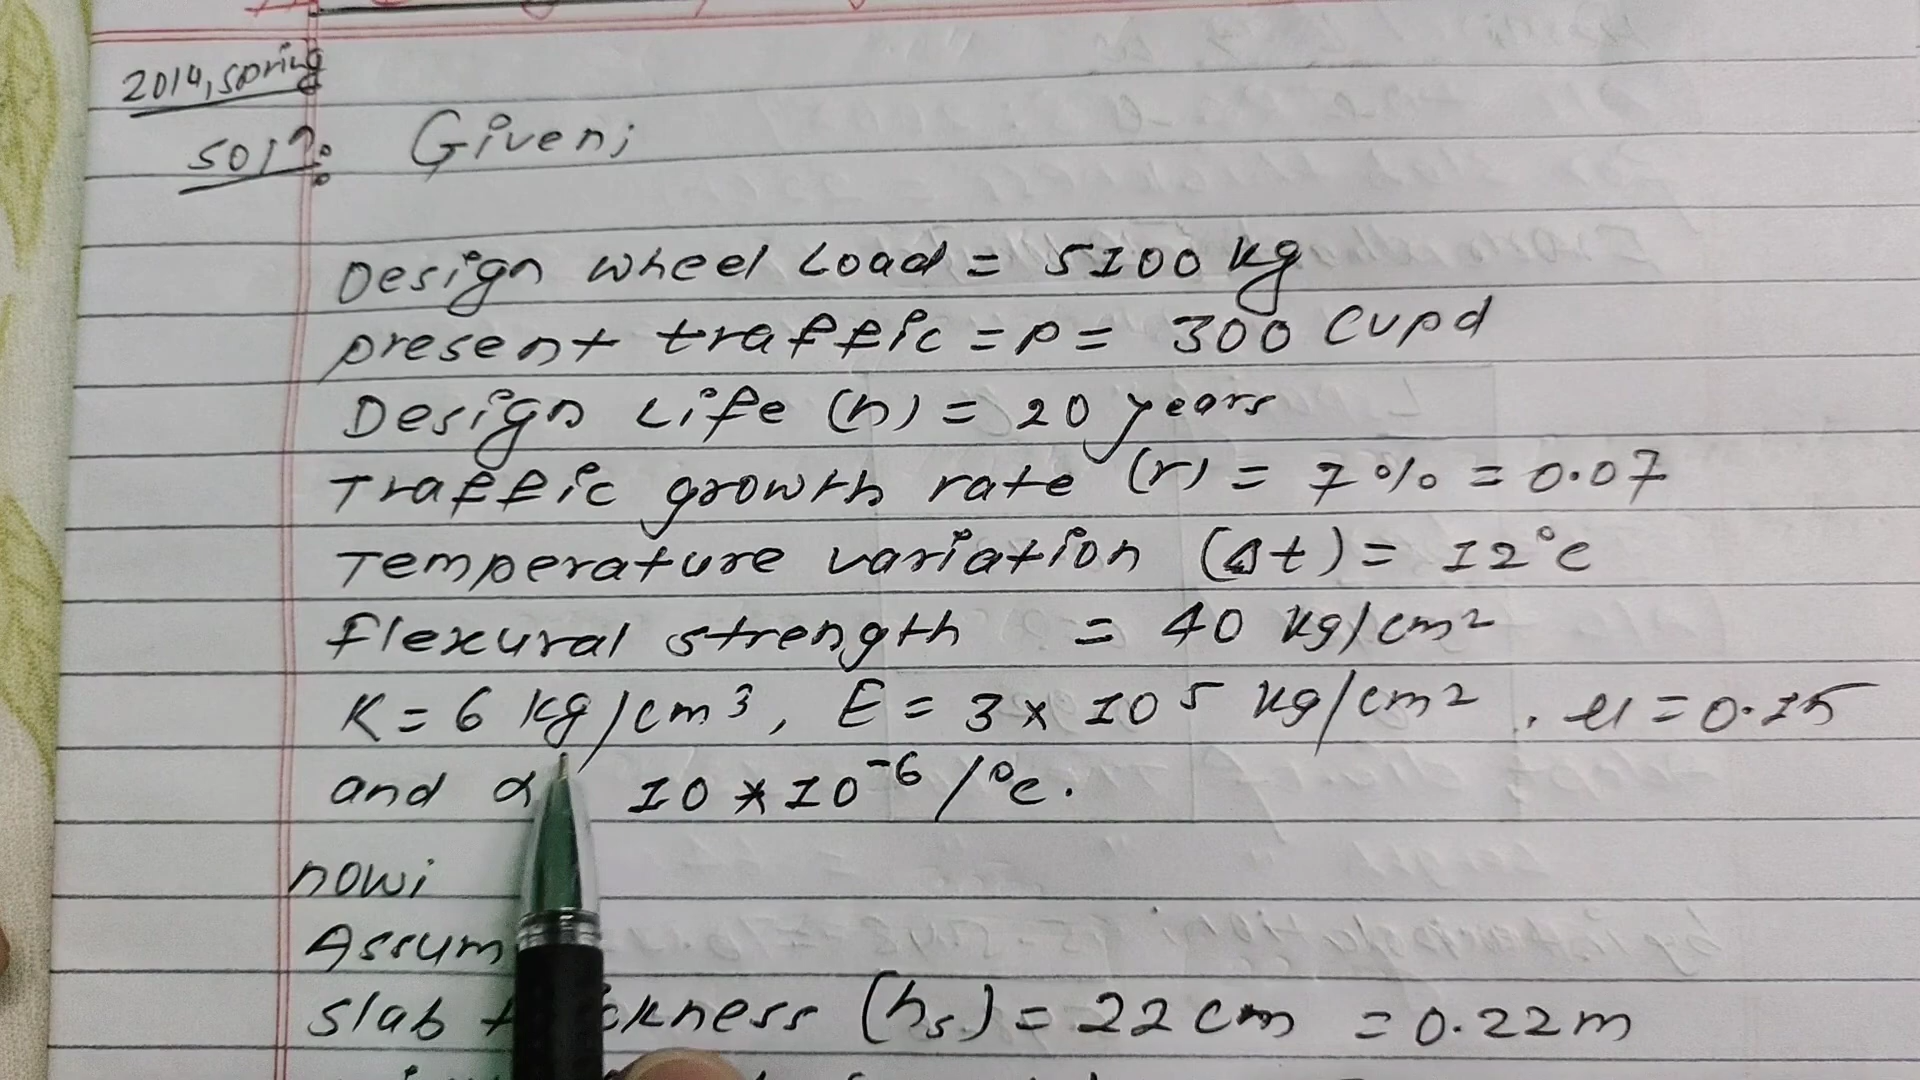 2014, spring
Sol?: Given;
Design wheel Load = 5100 kg
present traffic = P = 300 cvpd
Design Life (n) = 20 years
Traffic growth rate (r) = 7% = 0.07
Temperature variation (Δt) = 12°c
flexural strength = 40 kg/cm²
K = 6 kg/cm³, E = 3 × 10⁵ kg/cm², μ = 0.15
and α 10 * 10⁻⁶ /°c.
now;
Assum
slab t ckness (hs) = 22 cm = 0.22m